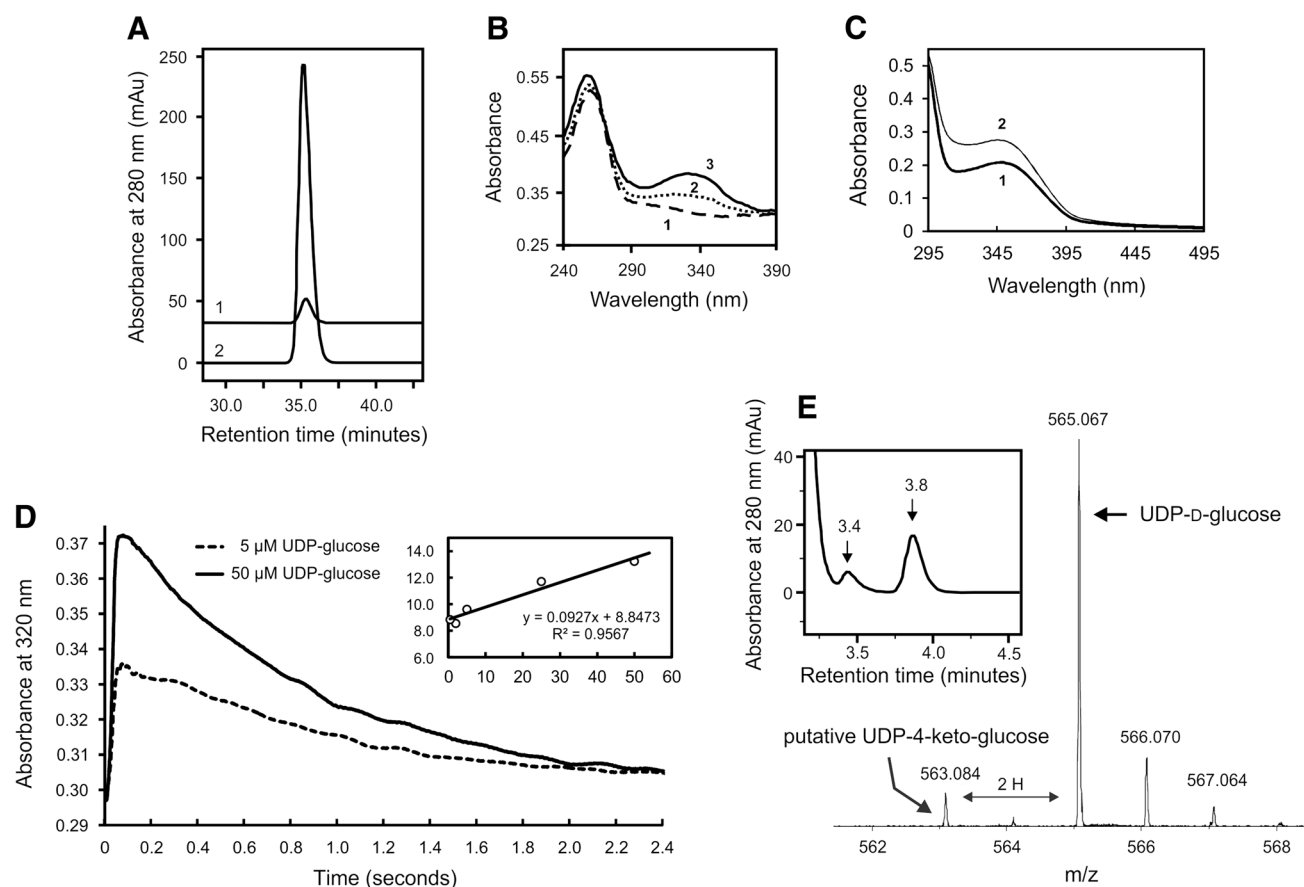 A
Absorbance at 280 nm (mAu)
250
200
150
100
50
0
1
2
30.0 35.0 40.0
Retention time (minutes)
B
Absorbance
0.55
0.45
0.35
0.25
3
2
1
240 290 340 390
Wavelength (nm)
C
Absorbance
0.5
0.4
0.3
0.2
0.1
0
2
1
295 345 395 445 495
Wavelength (nm)
D
Absorbance at 320 nm
0.37
0.36
0.35
0.34
0.33
0.32
0.31
0.30
0.29
5 µM UDP-glucose
50 µM UDP-glucose
14.0
12.0
10.0
8.0
6.0
y = 0.0927x + 8.8473
R² = 0.9567
0 10 20 30 40 50 60
0 0.2 0.4 0.6 0.8 1.0 1.2 1.4 1.6 1.8 2.0 2.2 2.4
Time (seconds)
E
Absorbance at 280 nm (mAu)
40
20
0
3.4
3.8
3.5 4.0 4.5
Retention time (minutes)
565.067
UDP-D-glucose
putative UDP-4-keto-glucose
563.084
2 H
566.070
567.064
562 564 566 568
m/z